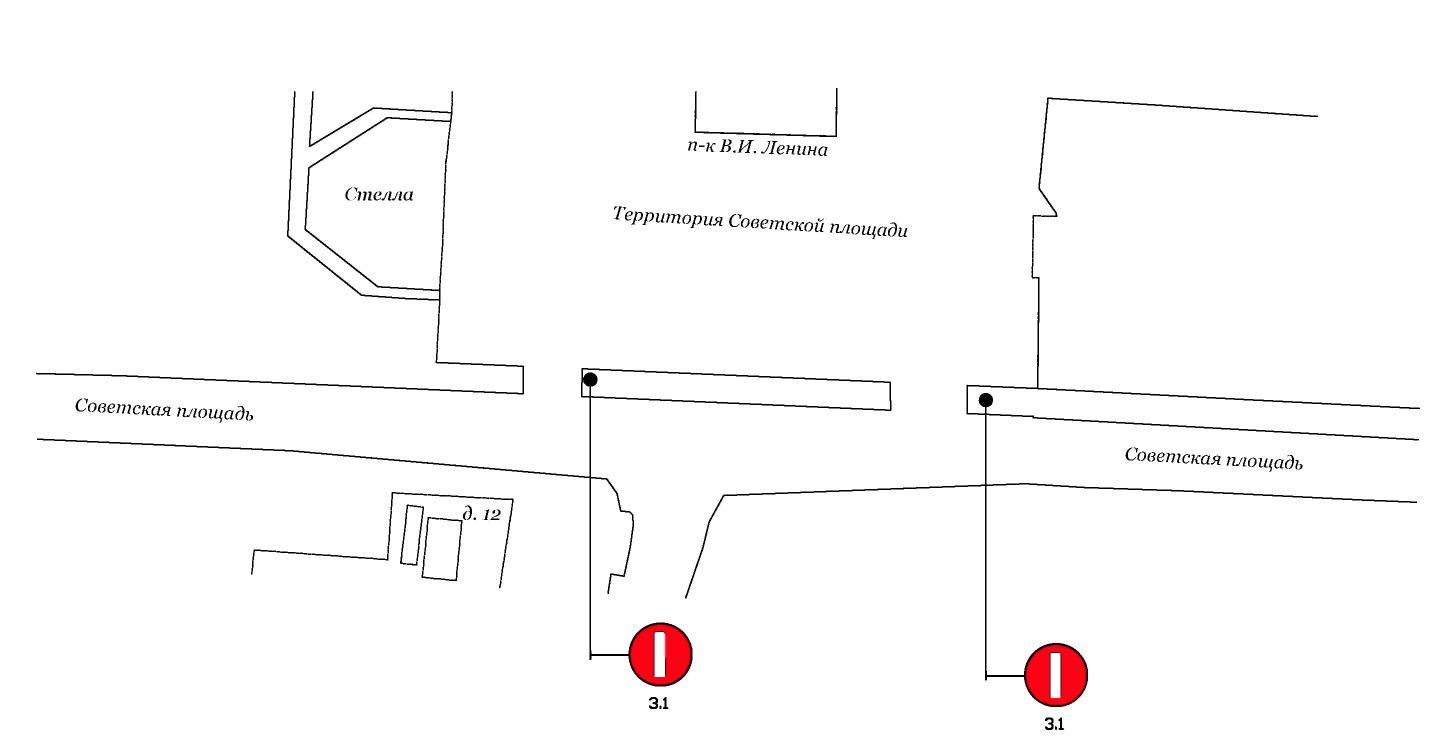 п-к В.И. Ленина
Стелла
Территория Советской площади
Советская площадь
Советская площадь
д. 12
3.1
3.1